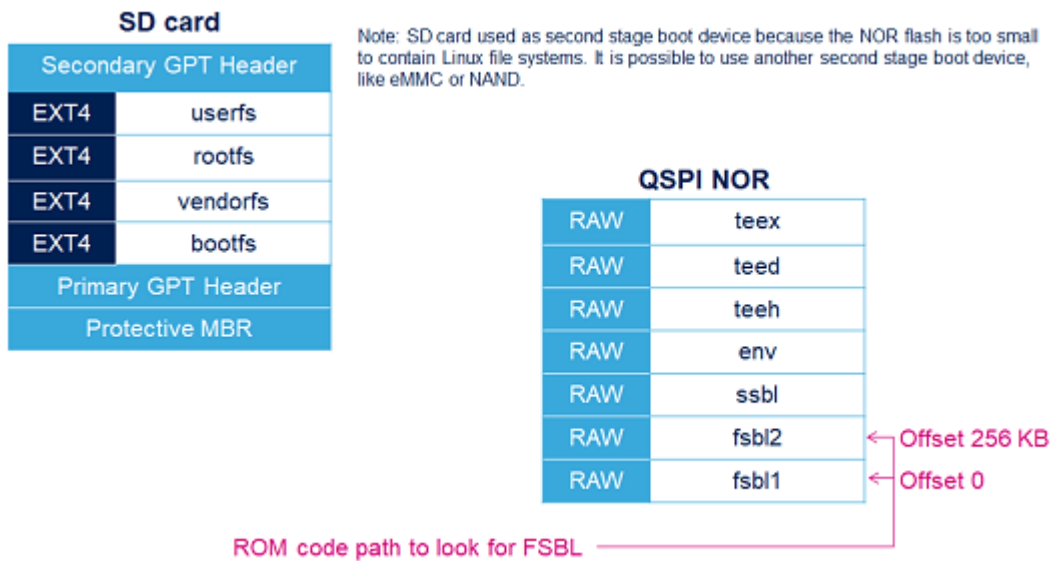 SD card
Secondary GPT Header
EXT4 userfs
EXT4 rootfs
EXT4 vendorfs
EXT4 bootfs
Primary GPT Header
Protective MBR
Note: SD card used as second stage boot device because the NOR flash is too small
to contain Linux file systems. It is possible to use another second stage boot device,
like eMMC or NAND.
QSPI NOR
RAW teex
RAW teed
RAW teeh
RAW env
RAW ssbl
RAW fsbl2 Offset 256 KB
RAW fsbl1 Offset 0
ROM code path to look for FSBL